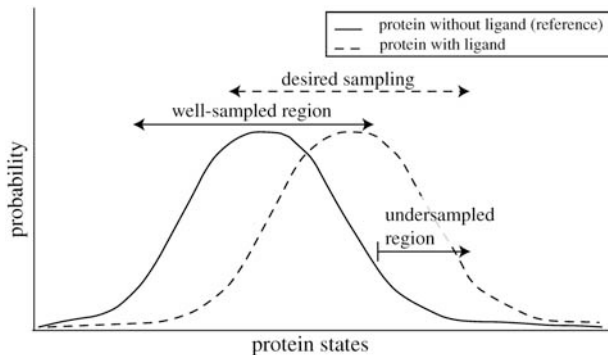 protein without ligand (reference)
protein with ligand
desired sampling
well-sampled region
undersampled
region
probability
protein states